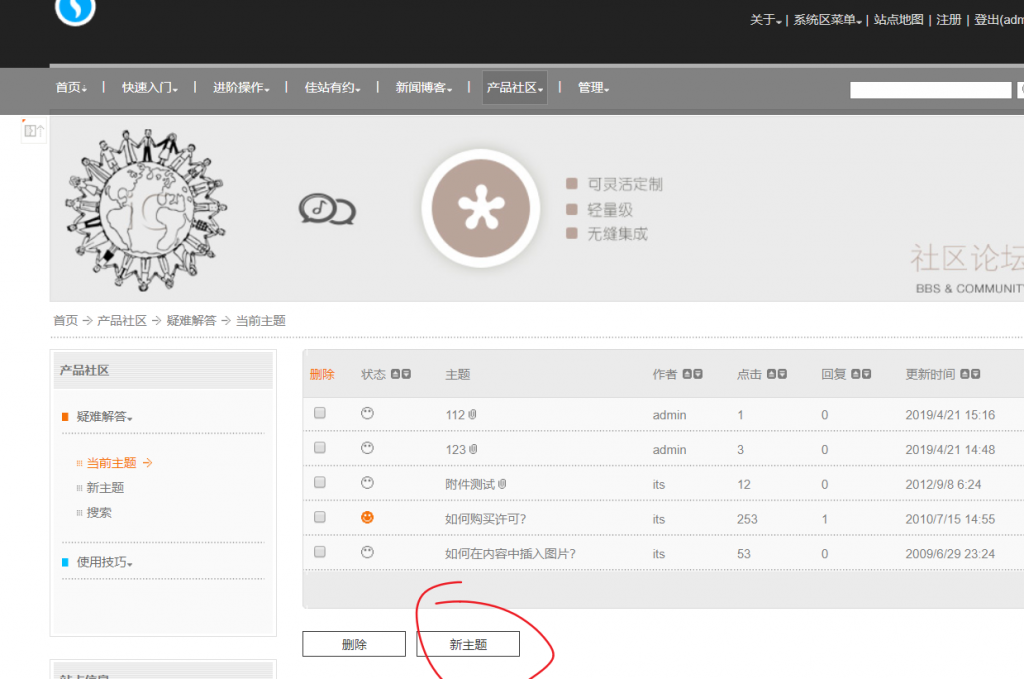 关于 | 系统区菜单 | 站点地图 | 注册 | 登出(adm
首页 | 快速入门 | 进阶操作 | 佳站有约 | 新闻博客 | 产品社区 | 管理
可灵活定制
轻量级
无缝集成
社区论坛
BBS & COMMUNITY
首页 → 产品社区 → 疑难解答 → 当前主题
产品社区
疑难解答
当前主题 →
新主题
搜索
使用技巧
删除 状态 主题 作者 点击 回复 更新时间
112 admin 1 0 2019/4/21 15:16
123 admin 3 0 2019/4/21 14:48
附件测试 its 12 0 2012/9/8 6:24
如何购买许可? its 253 1 2010/7/15 14:55
如何在内容中插入图片? its 53 0 2009/6/29 23:24
删除 新主题